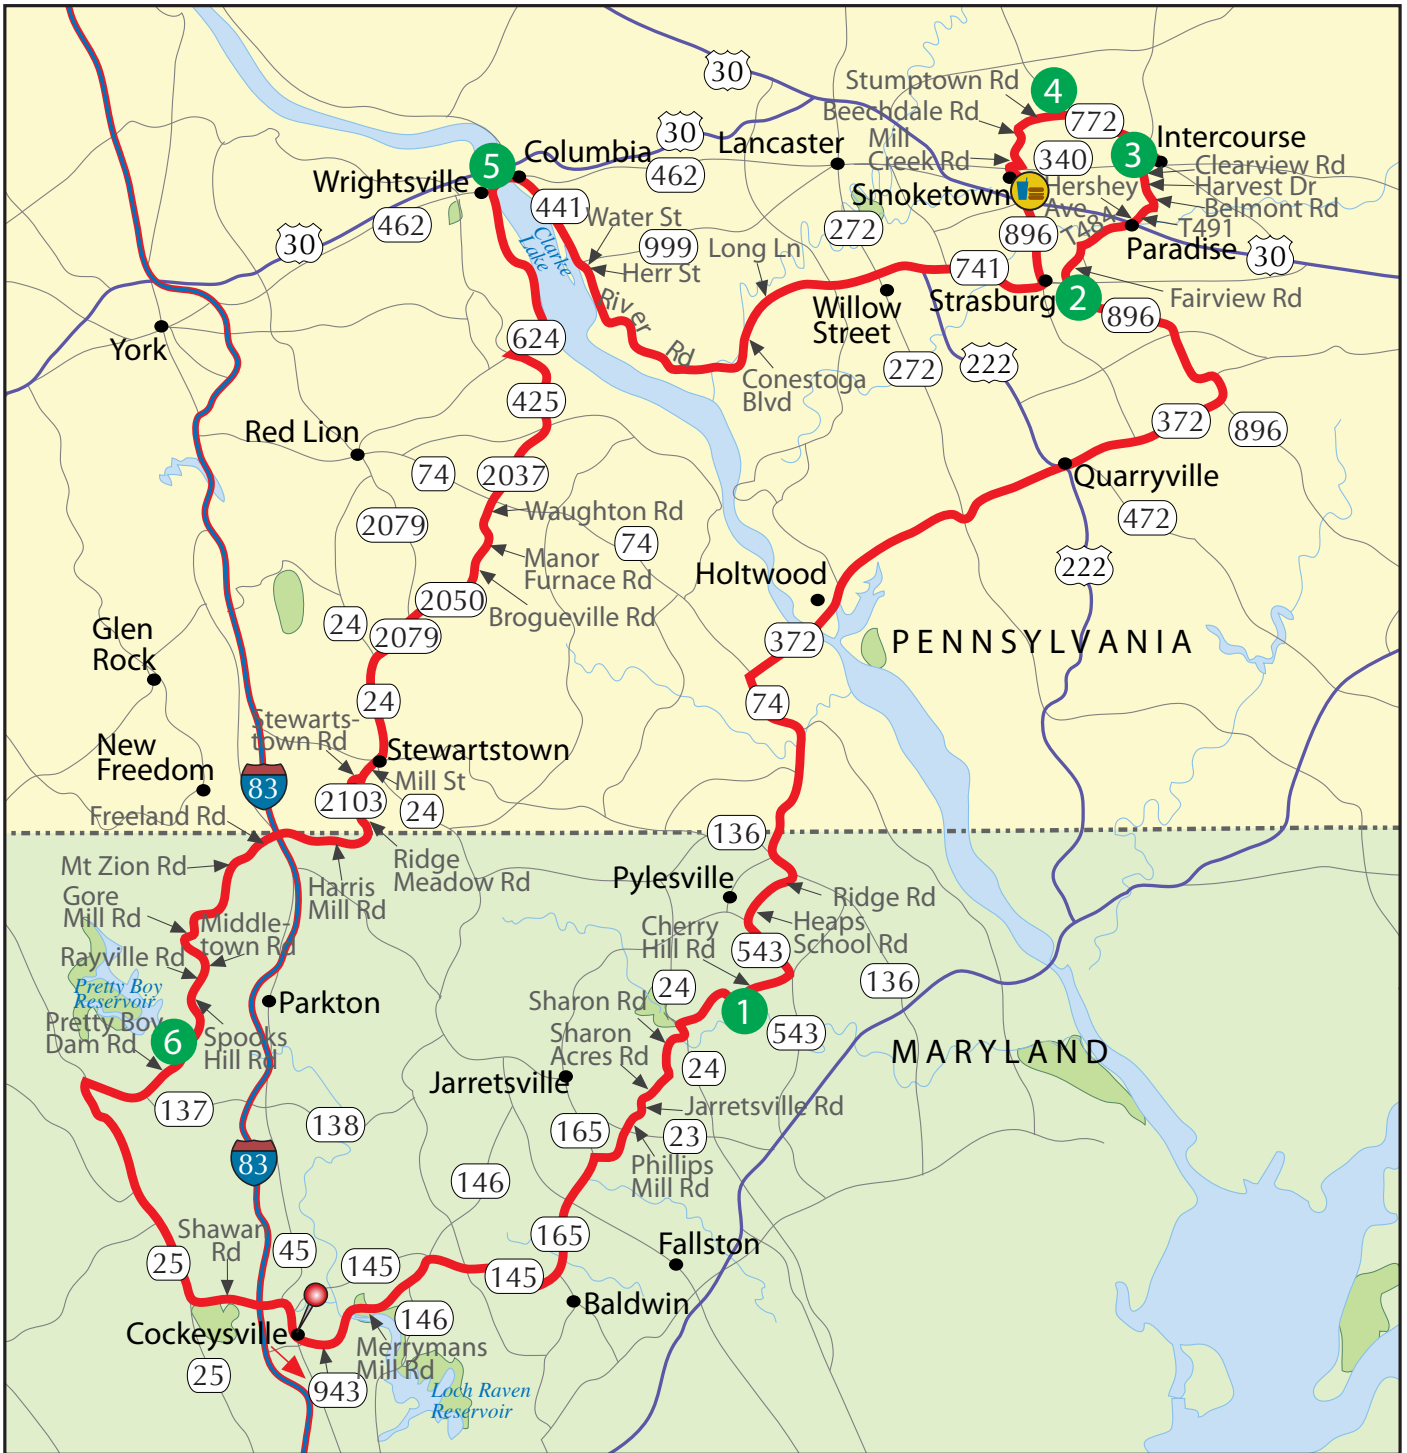 30
Stumptown Rd
4
Beechdale Rd
772
30
Lancaster
Mill
Creek Rd
340
3
Intercourse
Clearview Rd
5
Columbia
462
Wrightsville
Smoketown
Hershey
Ave
Harvest Dr
Belmont Rd
441
Water St
462
30
Clarke
Lake
999
Long Ln
272
896
T484
T491
Paradise
30
Herr St
741
Strasburg
2
Fairview Rd
River
Rd
Willow
Street
896
624
York
222
272
Conestoga
Blvd
425
372
896
Red Lion
74
2037
Quarryville
Waughton Rd
2079
74
472
Manor
Furnace Rd
222
Holtwood
2050
Brogueville Rd
24
2079
Glen
Rock
372
PENNSYLVANIA
24
74
Stewarts-
town Rd
New
Freedom
Stewartstown
83
Mill St
2103
24
Freeland Rd
136
Mt Zion Rd
Ridge
Meadow Rd
Harris
Mill Rd
Pylesville
Ridge Rd
Gore
Mill Rd
Middle-
town Rd
Cherry
Hill Rd
Heaps
School Rd
543
Rayville Rd
Pretty Boy
Reservoir
24
136
Parkton
Sharon Rd
1
Pretty Boy
Dam Rd
6
Spooks
Hill Rd
Sharon
Acres Rd
543
MARYLAND
24
Jarretsville
137
138
Jarretsville Rd
165
23
83
Phillips
Mill Rd
146
Shawan
Rd
45
165
Fallston
25
145
145
Baldwin
146
Cockeysville
Merrymans
Mill Rd
25
943
Loch Raven
Reservoir